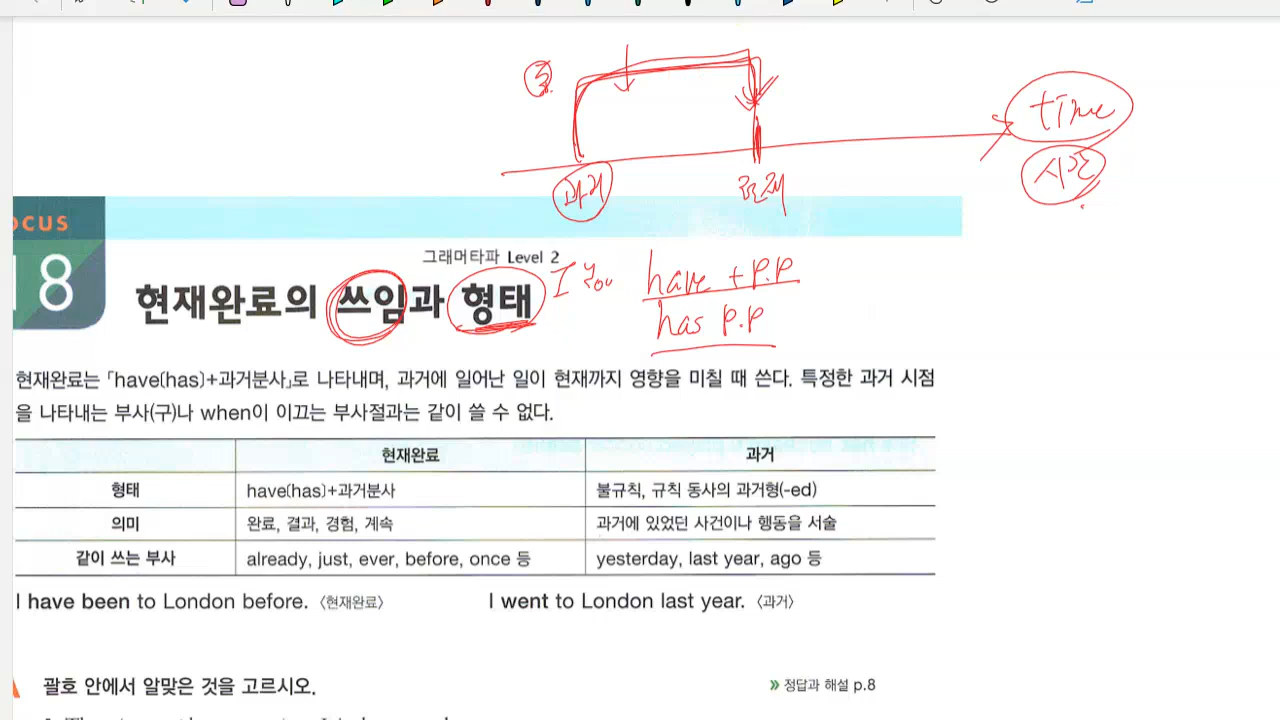 time
시간
과거
현재
FOCUS
18
그래머타파 Level 2
현재완료의 쓰임과 형태
I you have + p.p
has p.p
현재완료는 「have(has)+과거분사」로 나타내며, 과거에 일어난 일이 현재까지 영향을 미칠 때 쓴다. 특정한 과거 시점
을 나타내는 부사(구)나 when이 이끄는 부사절과는 같이 쓸 수 없다.
현재완료 과거
형태 have(has)+과거분사 불규칙, 규칙 동사의 과거형(-ed)
의미 완료, 결과, 경험, 계속 과거에 있었던 사건이나 행동을 서술
같이 쓰는 부사 already, just, ever, before, once 등 yesterday, last year, ago 등
I have been to London before. 〈현재완료〉 I went to London last year. 〈과거〉
괄호 안에서 알맞은 것을 고르시오.
» 정답과 해설 p.8